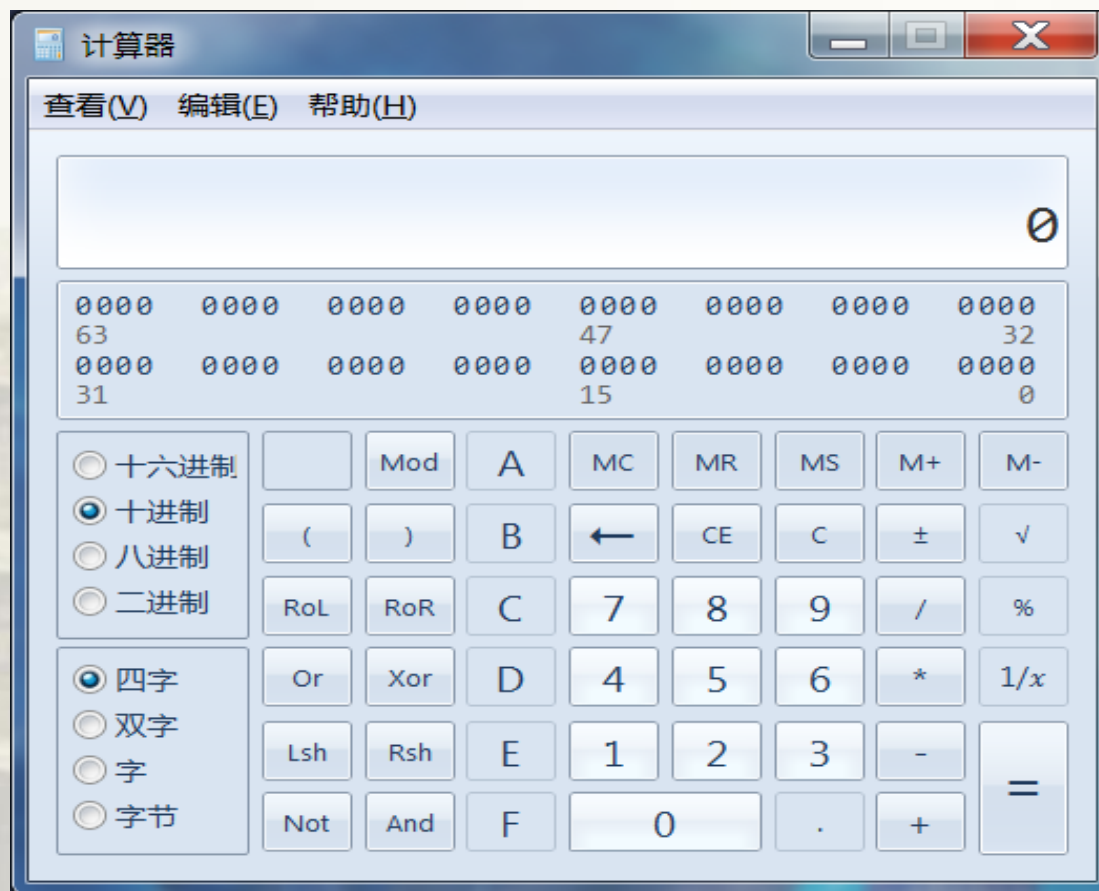 计算器
查看(V) 编辑(E) 帮助(H)
0
0000 0000 0000 0000 0000 0000 0000 0000
63 47 32
0000 0000 0000 0000 0000 0000 0000 0000
31 15 0
十六进制 Mod A MC MR MS M+ M-
十进制
( ) B ← CE C ± √
八进制
二进制 RoL RoR C 7 8 9 / %
四字 Or Xor D 4 5 6 * 1/x
双字
Lsh Rsh E 1 2 3 - =
字
字节 Not And F 0 . +